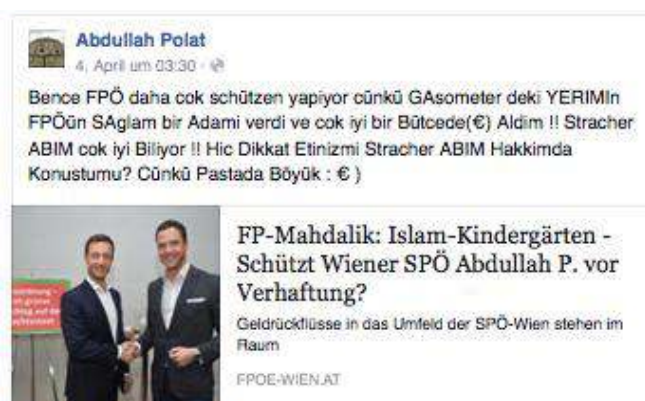 Abdullah Polat
4. April um 03:30 ·
Bence FPÖ daha cok schützen yapiyor cünkü GAsometer deki YERIMIn
FPÖün SAglam bir Adami verdi ve cok iyi bir Bütcede(€) Aldim !! Stracher
ABIM cok iyi Biliyor !! Hic Dikkat Etinizmi Stracher ABIM Hakkimda
Konustumu? Cünkü Pastada Böyük : € )
FP-Mahdalik: Islam-Kindergärten -
Schützt Wiener SPÖ Abdullah P. vor
Verhaftung?
Geldrückflüsse in das Umfeld der SPÖ-Wien stehen im
Raum
FPOE-WIEN.AT